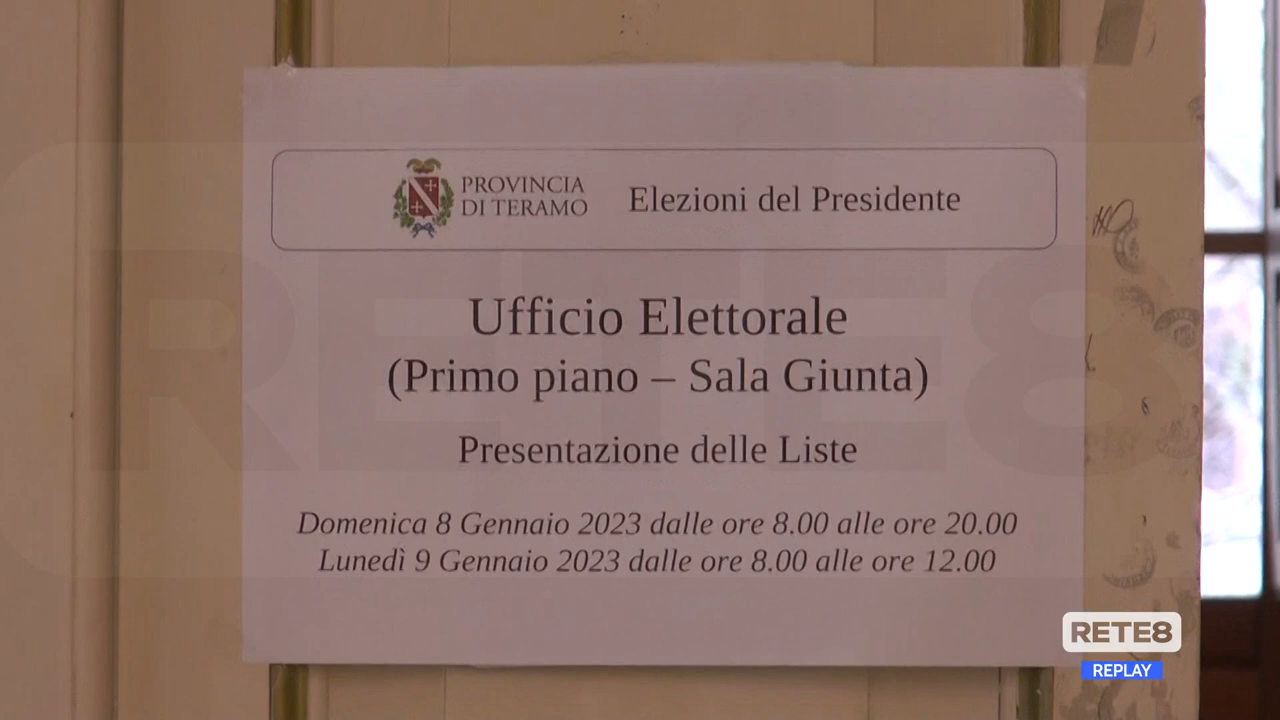 PROVINCIA
DI TERAMO
Elezioni del Presidente
Ufficio Elettorale
(Primo piano – Sala Giunta)
Presentazione delle Liste
Domenica 8 Gennaio 2023 dalle ore 8.00 alle ore 20.00
Lunedì 9 Gennaio 2023 dalle ore 8.00 alle ore 12.00
RETE8
RETE8
REPLAY